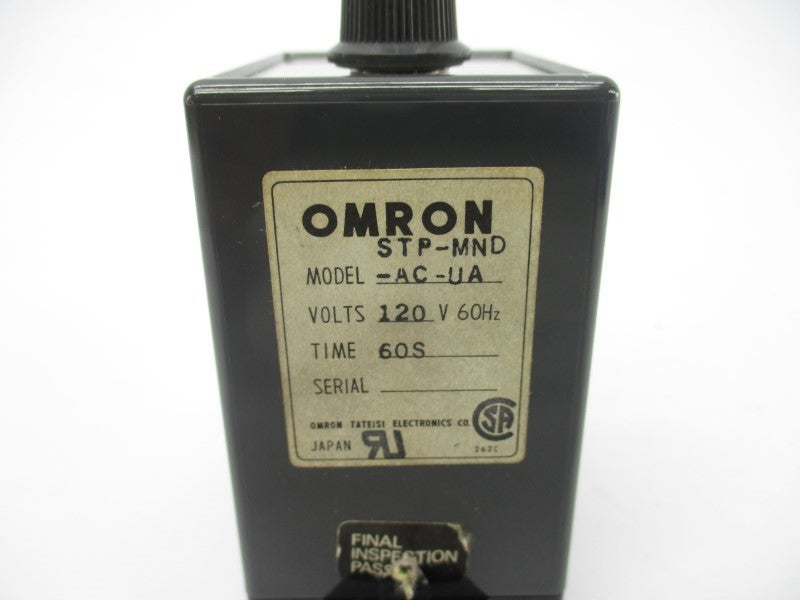 OMRON
STP-MND
MODEL -AC-UA
VOLTS 120 V 60Hz
TIME 60S
SERIAL
OMRON TATEISI ELECTRONICS CO.
JAPAN
262C
FINAL
INSPECTION